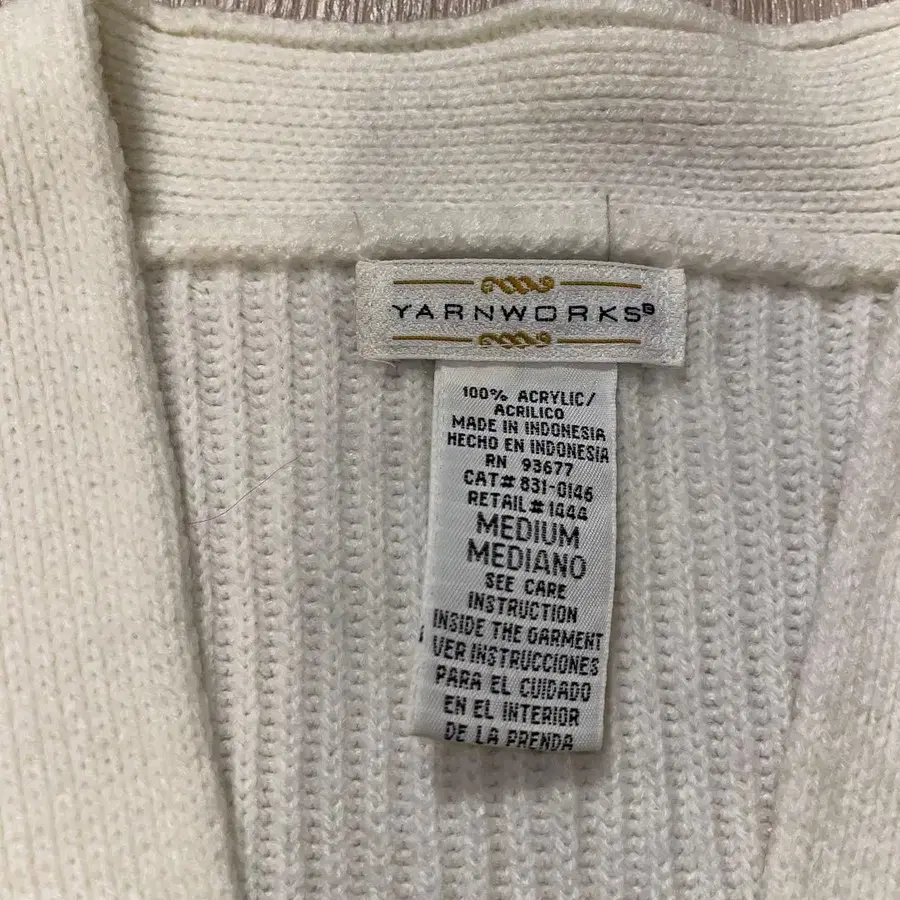 YARNWORKS®
100% ACRYLIC/
ACRILICO
MADE IN INDONESIA
HECHO EN INDONESIA
RN 93677
CAT# 831-0146
RETAIL# 1444
MEDIUM
MEDIANO
SEE CARE
INSTRUCTION
INSIDE THE GARMENT
VER INSTRUCCIONES
PARA EL CUIDADO
EN EL INTERIOR
DE LA PRENDA